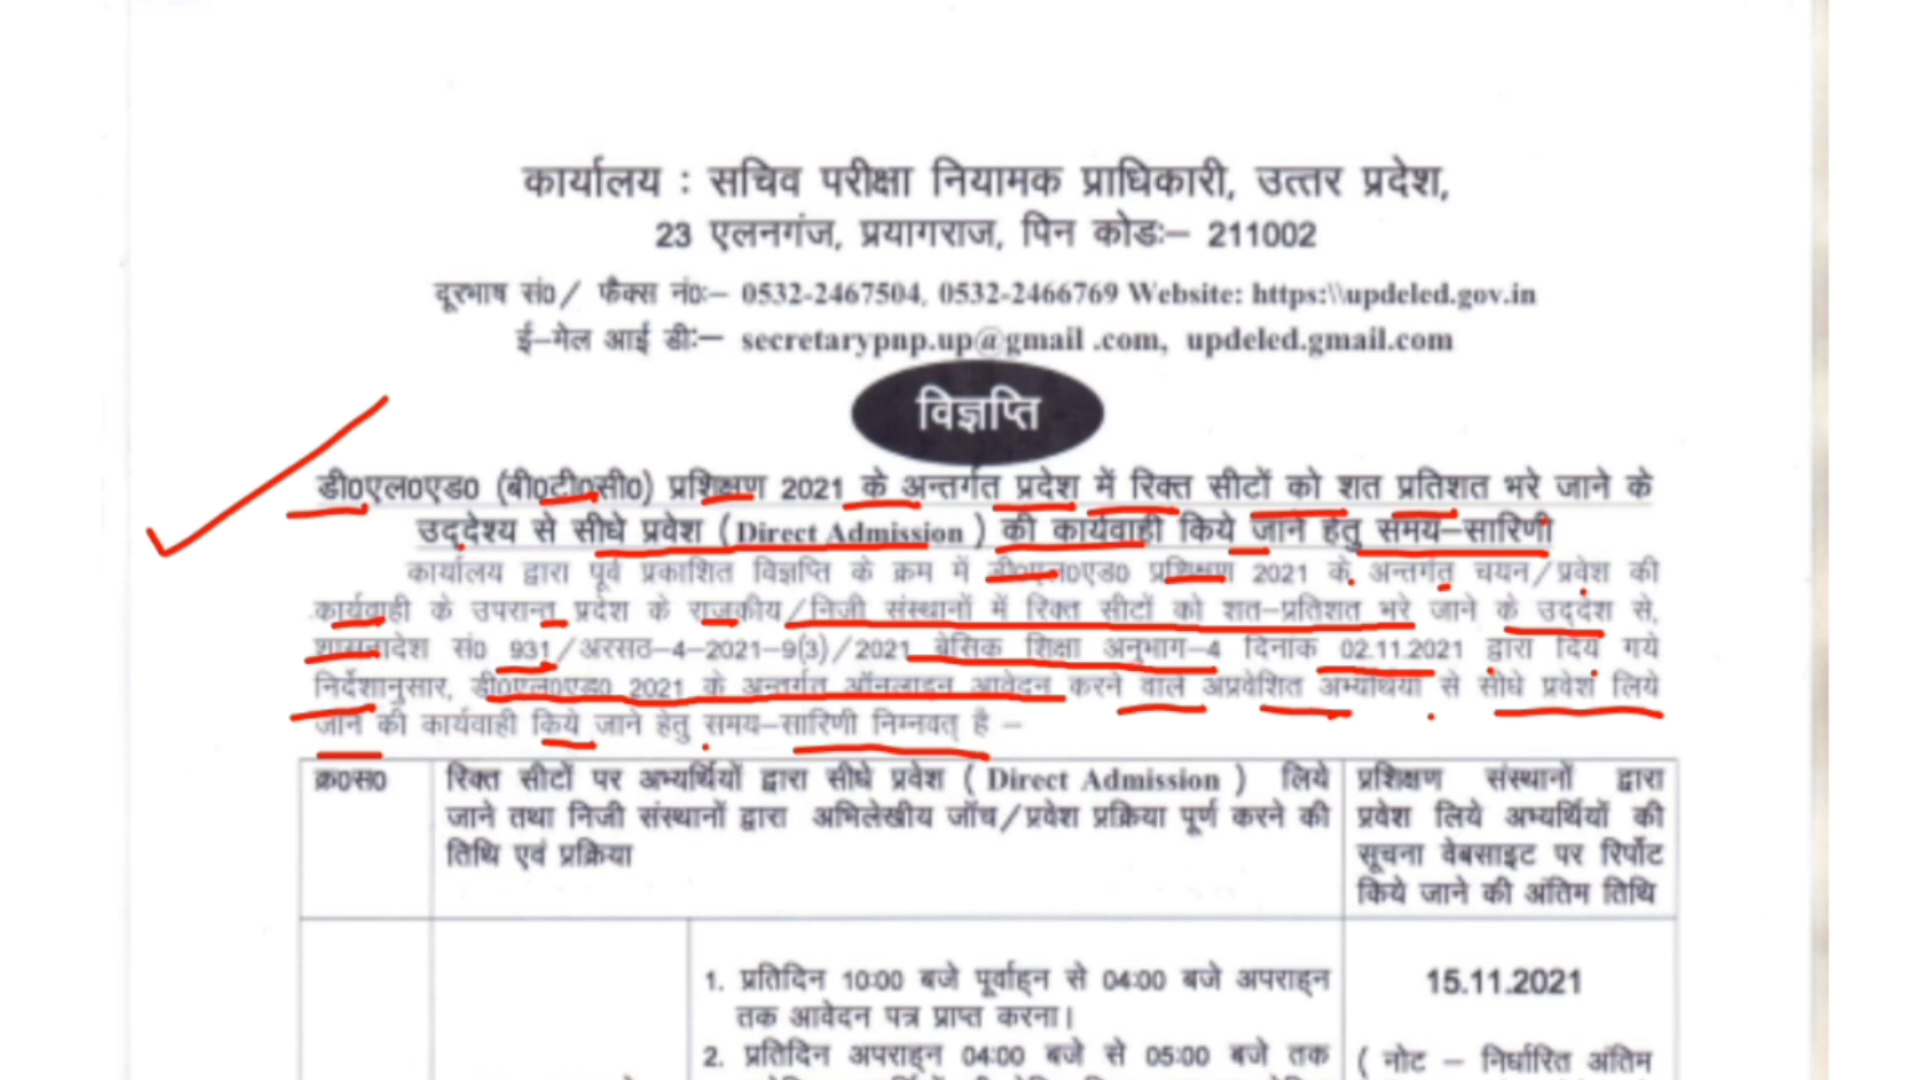 कार्यालय : सचिव परीक्षा नियामक प्राधिकारी, उत्तर प्रदेश,
23 एलनगंज, प्रयागराज, पिन कोडः– 211002
दूरभाष सं0/ फैक्स नं0:– 0532-2467504, 0532-2466769 Website: https:\\updeled.gov.in
ई–मेल आई डी:– secretarypnp.up@gmail .com, updeled.gmail.com
विज्ञप्ति
डी0एल0एड0 (बी0टी0सी0) प्रशिक्षण 2021 के अन्तर्गत प्रदेश में रिक्त सीटों को शत प्रतिशत भरे जाने के
उद्देश्य से सीधे प्रवेश ( Direct Admission ) की कार्यवाही किये जाने हेतु समय–सारिणी
कार्यालय द्वारा पूर्व प्रकाशित विज्ञप्ति के क्रम में डी0एल0एड0 प्रशिक्षण 2021 के अन्तर्गत चयन/प्रवेश की
कार्यवाही के उपरान्त प्रदेश के राजकीय/निजी संस्थानों में रिक्त सीटों को शत–प्रतिशत भरे जाने के उद्देश से,
शासनादेश सं0 931/अरसठ–4–2021–9(3)/2021 बेसिक शिक्षा अनुभाग–4 दिनांक 02.11.2021 द्वारा दिये गये
निर्देशानुसार, डी0एल0एड0 2021 के अन्तर्गत ऑनलाइन आवेदन करने वाले अप्रवेशित अभ्यर्थियों से सीधे प्रवेश लिये
जाने की कार्यवाही किये जाने हेतु समय–सारिणी निम्नवत् है –
क्र0स0
रिक्त सीटों पर अभ्यर्थियों द्वारा सीधे प्रवेश ( Direct Admission ) लिये
जाने तथा निजी संस्थानों द्वारा अभिलेखीय जॉच/प्रवेश प्रक्रिया पूर्ण करने की
तिथि एवं प्रक्रिया
प्रशिक्षण संस्थानों द्वारा
प्रवेश लिये अभ्यर्थियों की
सूचना वेबसाइट पर रिर्पोट
किये जाने की अंतिम तिथि
1. प्रतिदिन 10:00 बजे पूर्वाह्न से 04:00 बजे अपराह्न
तक आवेदन पत्र प्राप्त करना।
2. प्रतिदिन अपराह्न 04:00 बजे से 05:00 बजे तक
15.11.2021
( नोट – निर्धारित अंतिम